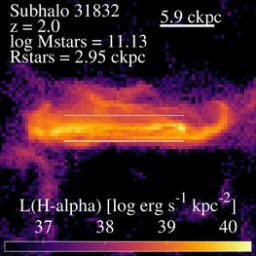 Subhalo 31832
5.9 ckpc
z = 2.0
log Mstars = 11.13
Rstars = 2.95 ckpc
L(H-alpha) [log erg s⁻¹ kpc⁻²]
37 38 39 40